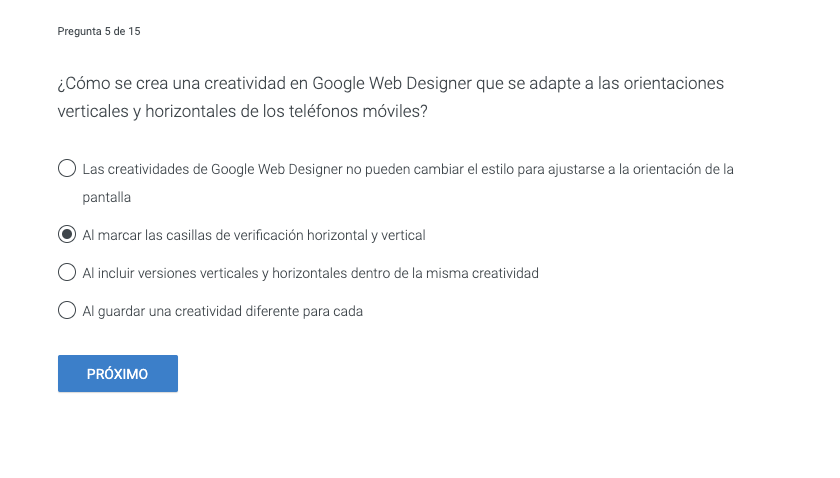 Pregunta 5 de 15
¿Cómo se crea una creatividad en Google Web Designer que se adapte a las orientaciones
verticales y horizontales de los teléfonos móviles?
Las creatividades de Google Web Designer no pueden cambiar el estilo para ajustarse a la orientación de la
pantalla
Al marcar las casillas de verificación horizontal y vertical
Al incluir versiones verticales y horizontales dentro de la misma creatividad
Al guardar una creatividad diferente para cada
PRÓXIMO